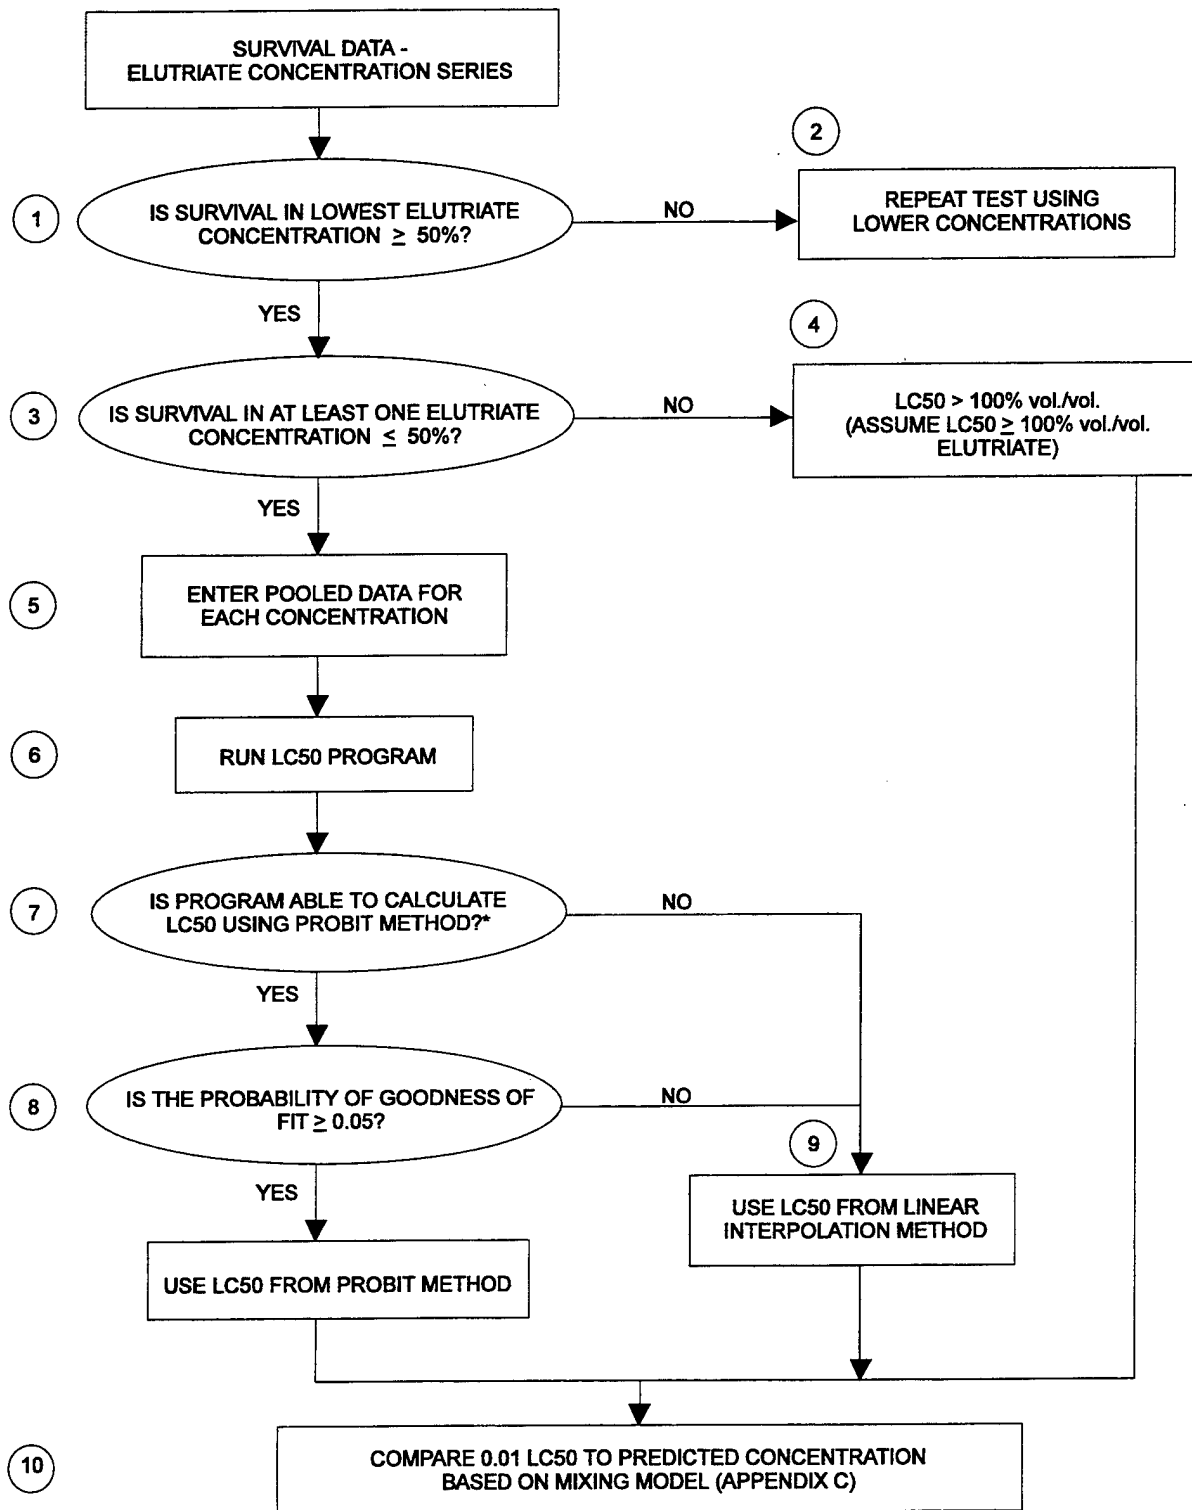 SURVIVAL DATA -
ELUTRIATE CONCENTRATION SERIES
1
IS SURVIVAL IN LOWEST ELUTRIATE
CONCENTRATION ≥ 50%?
NO
2
REPEAT TEST USING
LOWER CONCENTRATIONS
YES
3
IS SURVIVAL IN AT LEAST ONE ELUTRIATE
CONCENTRATION ≤ 50%?
NO
4
LC50 > 100% vol./vol.
(ASSUME LC50 ≥ 100% vol./vol.
ELUTRIATE)
YES
5
ENTER POOLED DATA FOR
EACH CONCENTRATION
6
RUN LC50 PROGRAM
7
IS PROGRAM ABLE TO CALCULATE
LC50 USING PROBIT METHOD?*
NO
YES
8
IS THE PROBABILITY OF GOODNESS OF
FIT ≥ 0.05?
NO
9
USE LC50 FROM LINEAR
INTERPOLATION METHOD
YES
USE LC50 FROM PROBIT METHOD
10
COMPARE 0.01 LC50 TO PREDICTED CONCENTRATION
BASED ON MIXING MODEL (APPENDIX C)